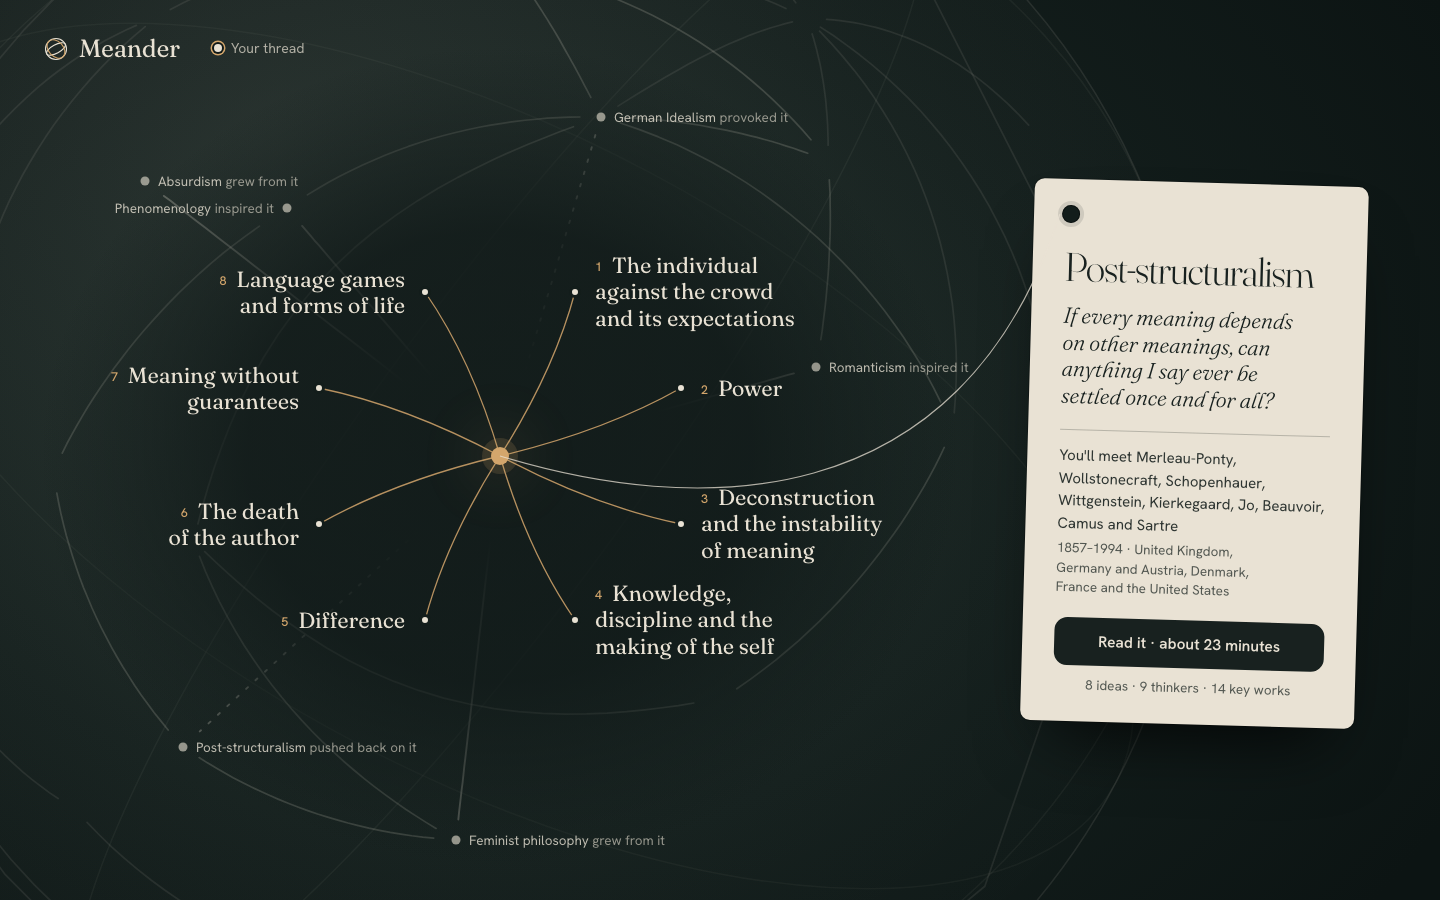 Meander
Your thread
German Idealism provoked it
Absurdism grew from it
Phenomenology inspired it
8 Language games
and forms of life
1 The individual
against the crowd
and its expectations
7 Meaning without
guarantees
Romanticism inspired it
2 Power
6 The death
of the author
3 Deconstruction
and the instability
of meaning
5 Difference
4 Knowledge,
discipline and the
making of the self
Post-structuralism pushed back on it
Feminist philosophy grew from it
Post-structuralism
If every meaning depends
on other meanings, can
anything I say ever be
settled once and for all?
You'll meet Merleau-Ponty,
Wollstonecraft, Schopenhauer,
Wittgenstein, Kierkegaard, Jo, Beauvoir,
Camus and Sartre
1857–1994 · United Kingdom,
Germany and Austria, Denmark,
France and the United States
Read it · about 23 minutes
8 ideas · 9 thinkers · 14 key works